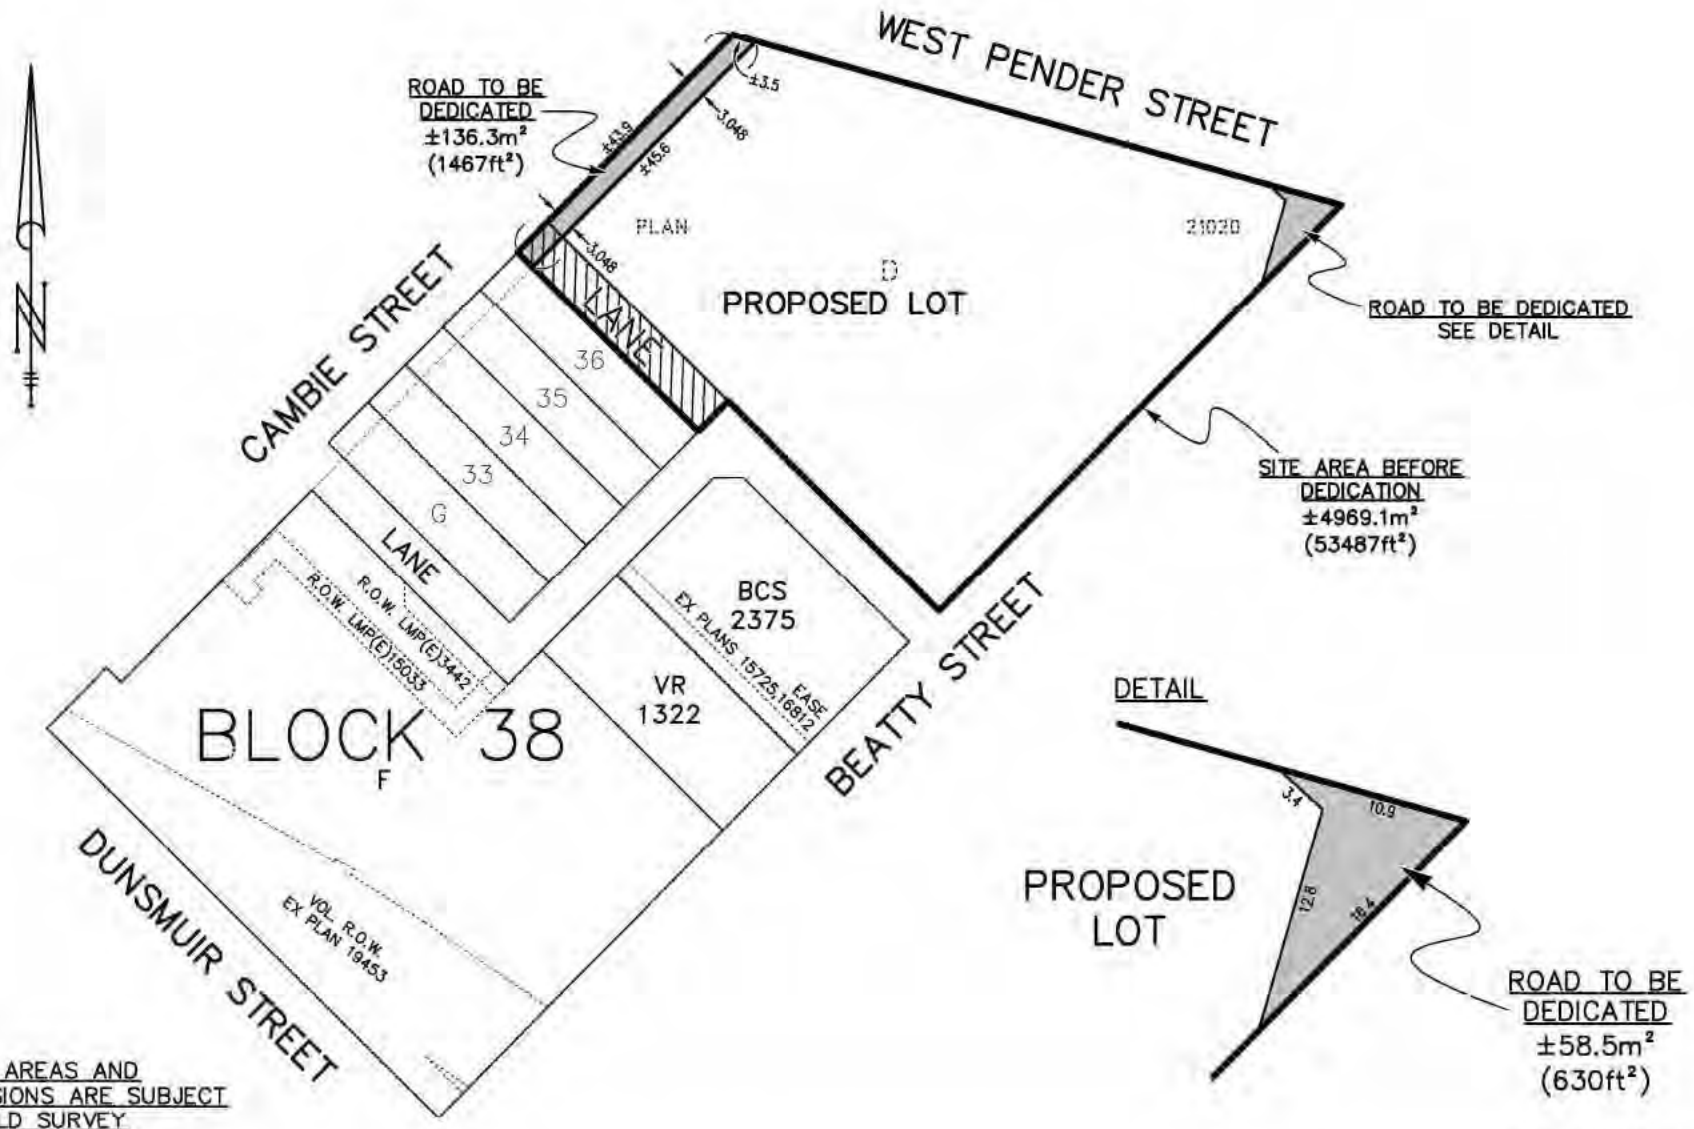 WEST PENDER STREET
ROAD TO BE
DEDICATED
±136.3m²
(1467ft²)
±3.5
3.048
±43.9
±45.6
3.048
PLAN
21020
D
PROPOSED LOT
LANE
ROAD TO BE DEDICATED
SEE DETAIL
CAMBIE STREET
36
35
34
33
G
LANE
SITE AREA BEFORE
DEDICATION
±4969.1m²
(53487ft²)
N
R.O.W. LMP(E)3442
R.O.W. LMP(E)15033
BCS
2375
EX PLANS 15725,16812
EASE
VR
1322
BEATTY STREET
BLOCK 38
F
DUNSMUIR STREET
VOL. R.O.W.
EX PLAN 19453
DETAIL
3.4
10.9
12.8
16.4
PROPOSED
LOT
ROAD TO BE
DEDICATED
±58.5m²
(630ft²)
AREAS AND
SIONS ARE SUBJECT
LD SURVEY